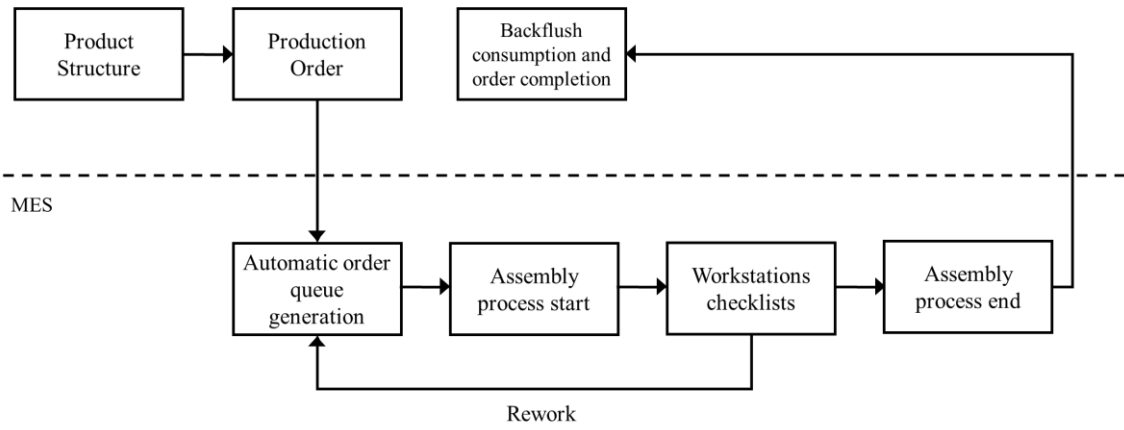 Product
Structure
Production
Order
Backflush
consumption and
order completion
MES
Automatic order
queue
generation
Assembly
process start
Workstations
checklists
Assembly
process end
Rework